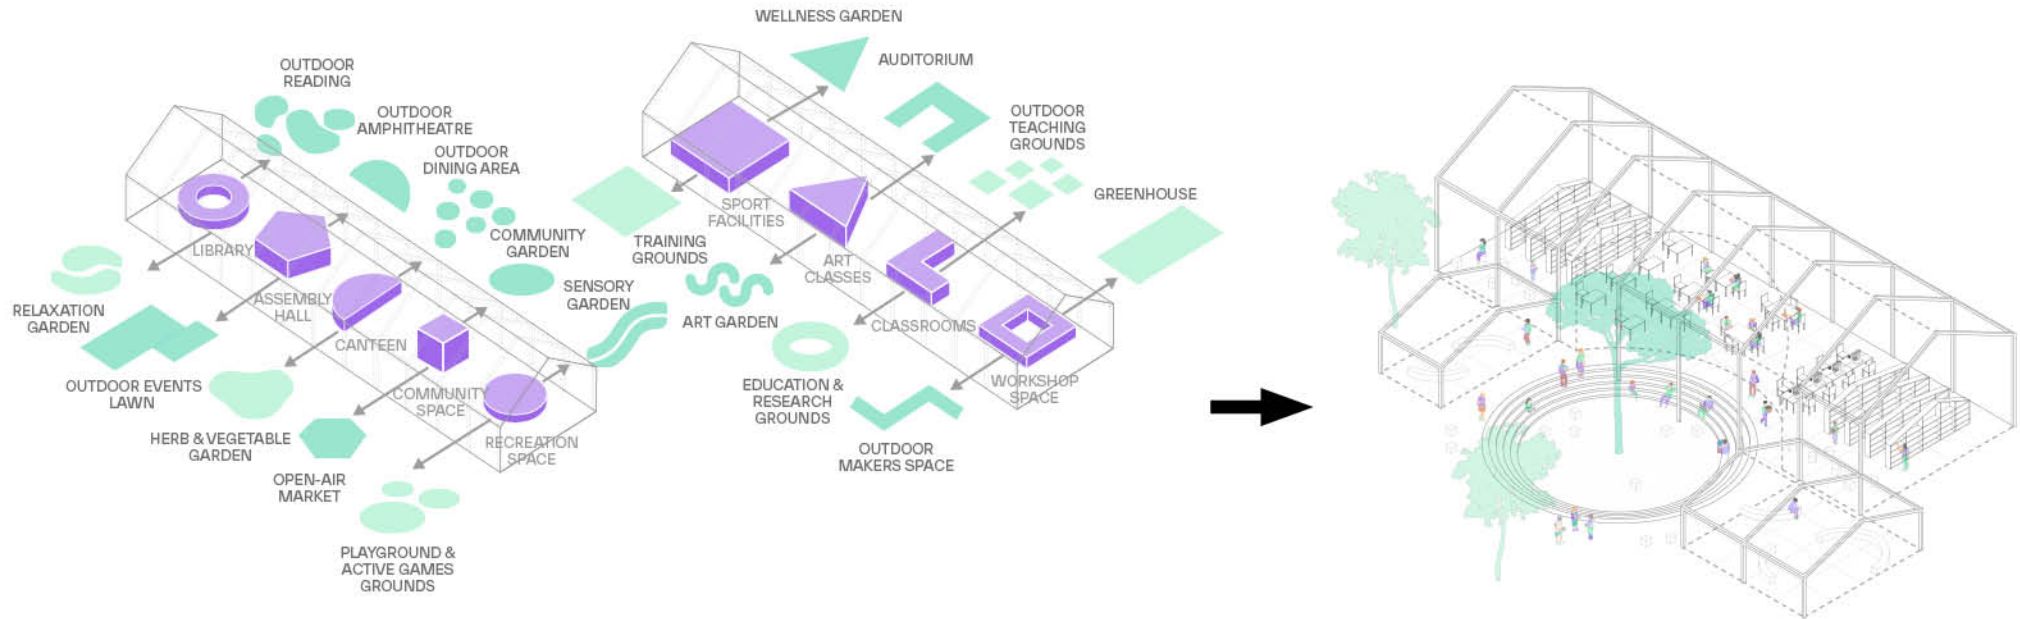 OUTDOOR
READING
OUTDOOR
AMPHITHEATRE
OUTDOOR
DINING AREA
COMMUNITY
GARDEN
SENSORY
GARDEN
LIBRARY
ASSEMBLY
HALL
CANTEEN
COMMUNITY
SPACE
RECREATION
SPACE
RELAXATION
GARDEN
OUTDOOR EVENTS
LAWN
HERB & VEGETABLE
GARDEN
OPEN-AIR
MARKET
PLAYGROUND &
ACTIVE GAMES
GROUNDS
WELLNESS GARDEN
AUDITORIUM
OUTDOOR
TEACHING
GROUNDS
GREENHOUSE
SPORT
FACILITIES
ART
CLASSES
CLASSROOMS
WORKSHOP
SPACE
TRAINING
GROUNDS
ART GARDEN
EDUCATION &
RESEARCH
GROUNDS
OUTDOOR
MAKERS SPACE